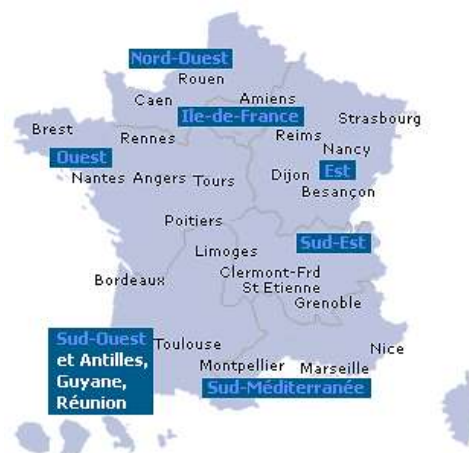 Nord-Ouest
Rouen
Caen
Amiens
Ile-de-France
Strasbourg
Brest
Rennes
Reims
Nancy
Ouest
Nantes Angers Tours
Dijon
Est
Besançon
Poitiers
Sud-Est
Limoges
Clermont-Frd
St Etienne
Bordeaux
Grenoble
Sud-Ouest
et Antilles,
Guyane,
Réunion
Toulouse
Nice
Montpellier
Marseille
Sud-Méditerranée